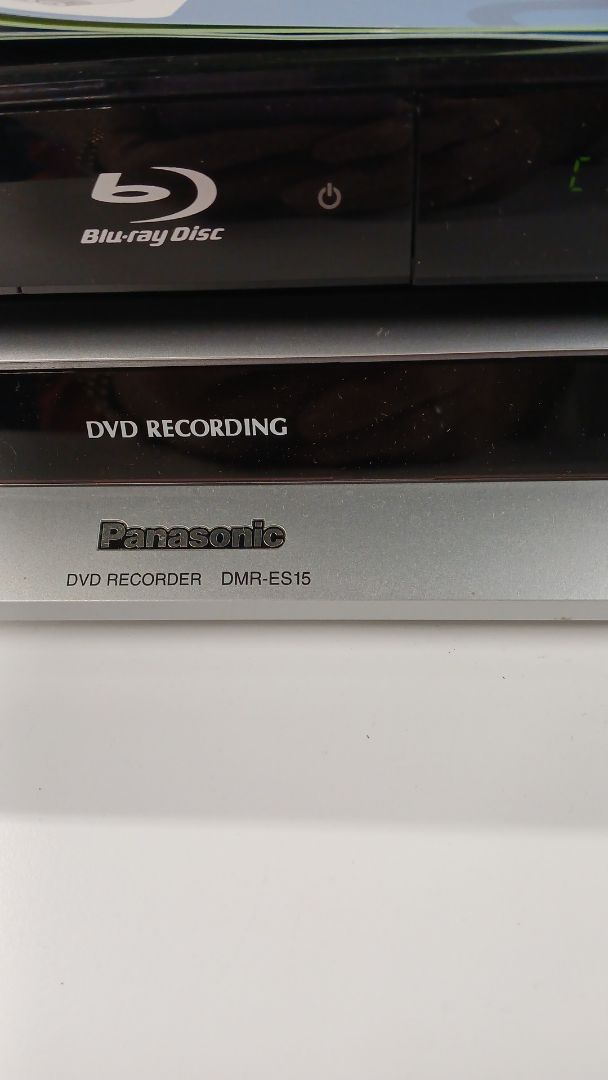 Blu-ray Disc
DVD RECORDING
Panasonic
DVD RECORDER DMR-ES15